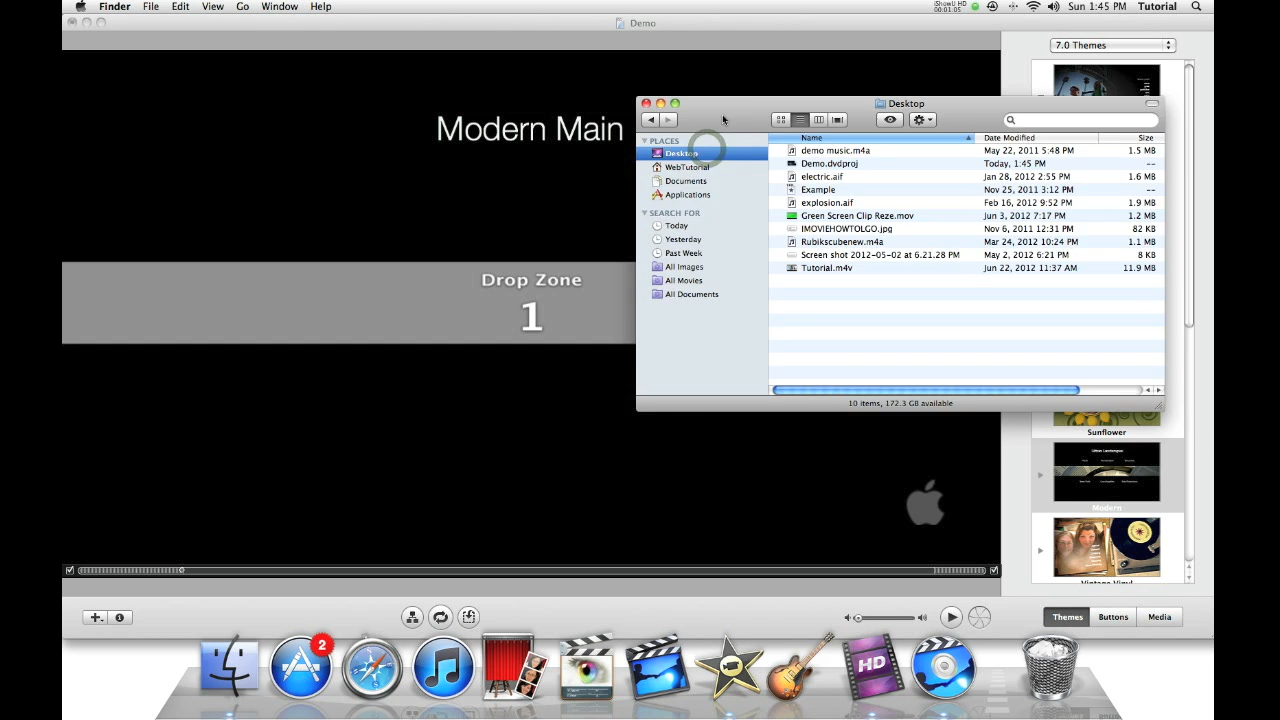 Finder File Edit View Go Window Help
iShowU HD
00:01:05
Sun 1:45 PM Tutorial
Demo
7.0 Themes
Modern Main
Drop Zone
1
Desktop
PLACES
Desktop
WebTutorial
Documents
Applications
SEARCH FOR
Today
Yesterday
Past Week
All Images
All Movies
All Documents
Name Date Modified Size
demo music.m4a May 22, 2011 5:48 PM 1.5 MB
Demo.dvdproj Today, 1:45 PM --
electric.aif Jan 28, 2012 2:55 PM 1.6 MB
Example Nov 25, 2011 3:12 PM --
explosion.aif Feb 16, 2012 9:52 PM 1.9 MB
Green Screen Clip Reze.mov Jun 3, 2012 7:17 PM 1.2 MB
IMOVIEHOWTOLGO.jpg Nov 6, 2011 12:31 PM 82 KB
Rubikscubenew.m4a Mar 24, 2012 10:24 PM 1.1 MB
Screen shot 2012-05-02 at 6.21.28 PM May 2, 2012 6:21 PM 8 KB
Tutorial.m4v Jun 22, 2012 11:37 AM 11.9 MB
10 items, 172.3 GB available
Sunflower
Modern
Vintage Vinyl
Themes Buttons Media
2
HD